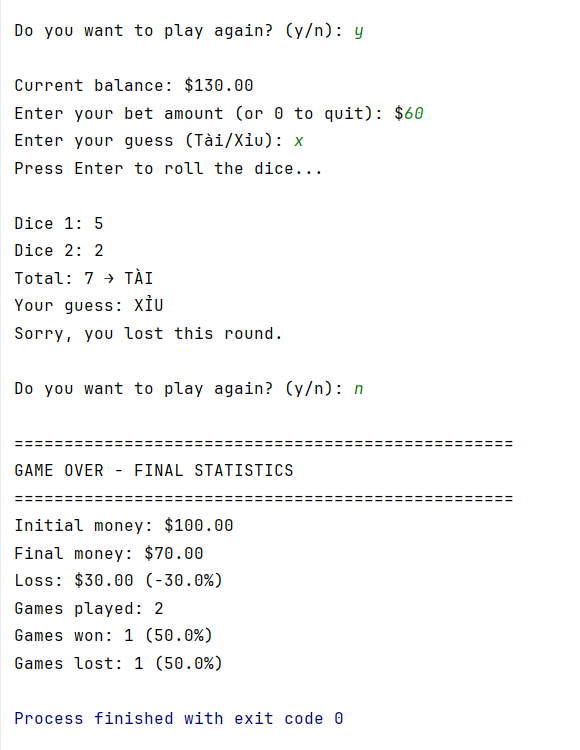 Do you want to play again? (y/n): y
Current balance: $130.00
Enter your bet amount (or 0 to quit): $60
Enter your guess (Tài/Xỉu): x
Press Enter to roll the dice...
Dice 1: 5
Dice 2: 2
Total: 7 → TÀI
Your guess: XỈU
Sorry, you lost this round.
Do you want to play again? (y/n): n
==================================================
GAME OVER - FINAL STATISTICS
==================================================
Initial money: $100.00
Final money: $70.00
Loss: $30.00 (-30.0%)
Games played: 2
Games won: 1 (50.0%)
Games lost: 1 (50.0%)
Process finished with exit code 0